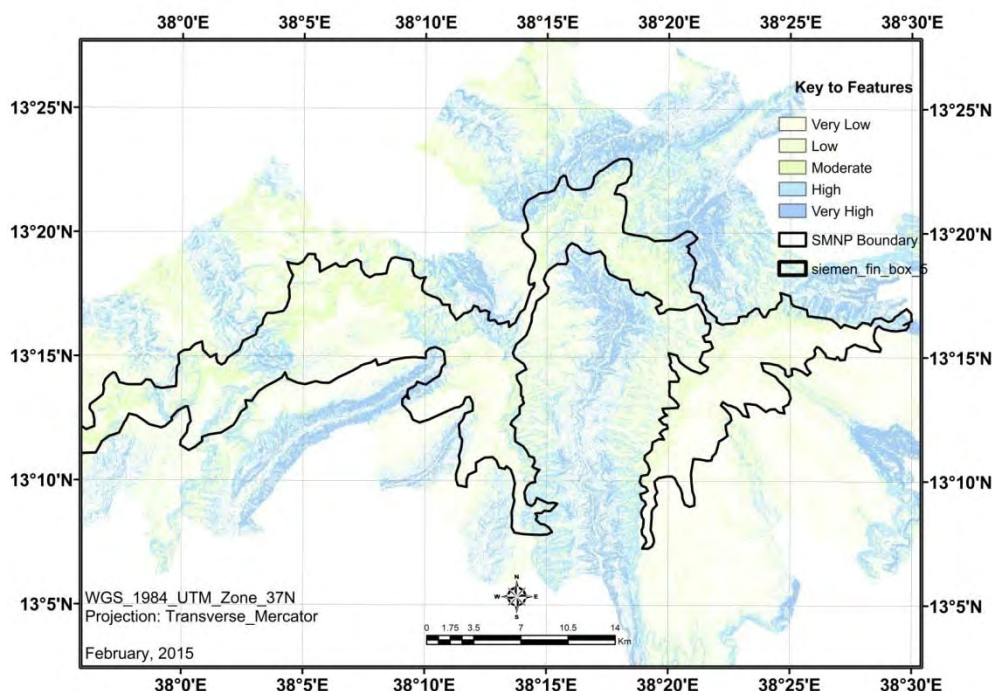 38°0'E 38°5'E 38°10'E 38°15'E 38°20'E 38°25'E 38°30'E
Key to Features
13°25'N 13°25'N
Very Low
Low
Moderate
High
Very High
13°20'N 13°20'N
SMNP Boundary
siemen_fin_box_5
13°15'N 13°15'N
13°10'N 13°10'N
N
W E
S
WGS_1984_UTM_Zone_37N
13°5'N 13°5'N
Projection: Transverse_Mercator
0 1.75 3.5 7 10.5 14
Km
February, 2015
38°0'E 38°5'E 38°10'E 38°15'E 38°20'E 38°25'E 38°30'E